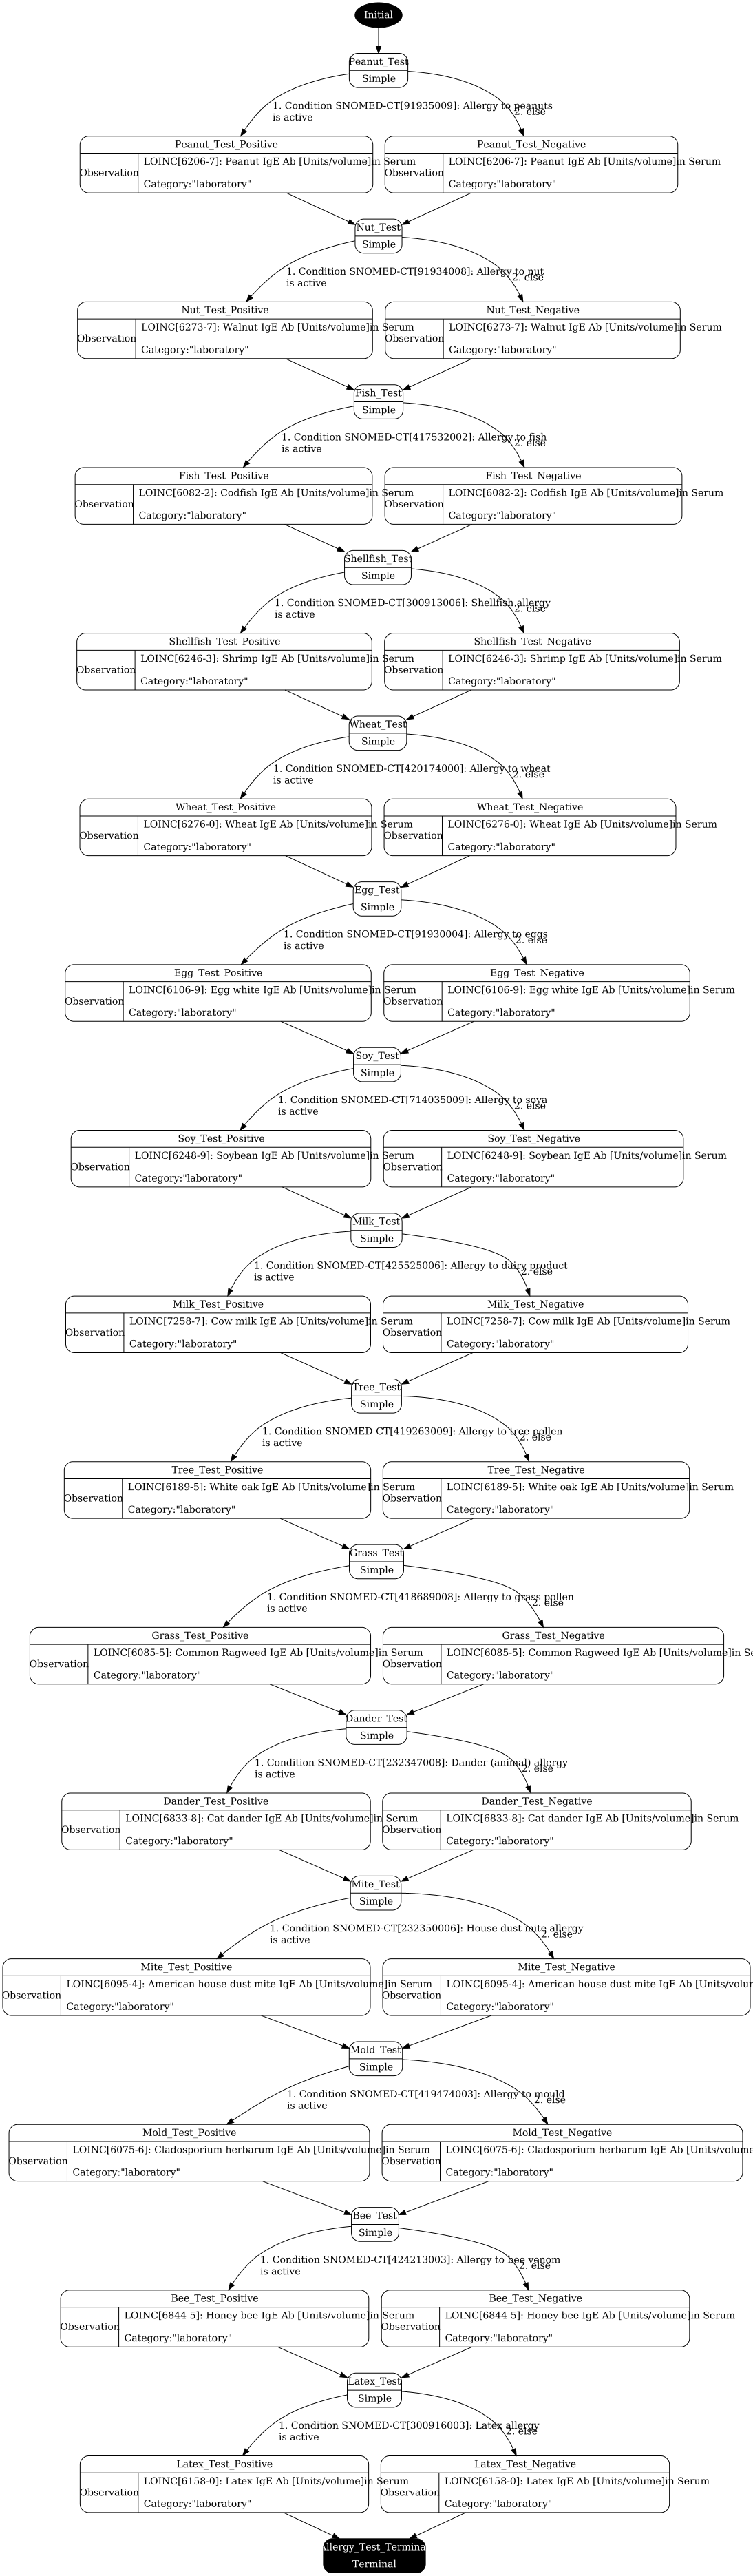 Initial
Peanut_Test
Simple
1. Condition SNOMED-CT[91935009]: Allergy to peanuts
is active
2. else
Peanut_Test_Positive
Observation
LOINC[6206-7]: Peanut IgE Ab [Units/volume]in Serum
Category:"laboratory"
Peanut_Test_Negative
Observation
LOINC[6206-7]: Peanut IgE Ab [Units/volume]in Serum
Category:"laboratory"
Nut_Test
Simple
1. Condition SNOMED-CT[91934008]: Allergy to nut
is active
2. else
Nut_Test_Positive
Observation
LOINC[6273-7]: Walnut IgE Ab [Units/volume]in Serum
Category:"laboratory"
Nut_Test_Negative
Observation
LOINC[6273-7]: Walnut IgE Ab [Units/volume]in Serum
Category:"laboratory"
Fish_Test
Simple
1. Condition SNOMED-CT[417532002]: Allergy to fish
is active
2. else
Fish_Test_Positive
Observation
LOINC[6082-2]: Codfish IgE Ab [Units/volume]in Serum
Category:"laboratory"
Fish_Test_Negative
Observation
LOINC[6082-2]: Codfish IgE Ab [Units/volume]in Serum
Category:"laboratory"
Shellfish_Test
Simple
1. Condition SNOMED-CT[300913006]: Shellfish allergy
is active
2. else
Shellfish_Test_Positive
Observation
LOINC[6246-3]: Shrimp IgE Ab [Units/volume]in Serum
Category:"laboratory"
Shellfish_Test_Negative
Observation
LOINC[6246-3]: Shrimp IgE Ab [Units/volume]in Serum
Category:"laboratory"
Wheat_Test
Simple
1. Condition SNOMED-CT[420174000]: Allergy to wheat
is active
2. else
Wheat_Test_Positive
Observation
LOINC[6276-0]: Wheat IgE Ab [Units/volume]in Serum
Category:"laboratory"
Wheat_Test_Negative
Observation
LOINC[6276-0]: Wheat IgE Ab [Units/volume]in Serum
Category:"laboratory"
Egg_Test
Simple
1. Condition SNOMED-CT[91930004]: Allergy to eggs
is active
2. else
Egg_Test_Positive
Observation
LOINC[6106-9]: Egg white IgE Ab [Units/volume]in Serum
Category:"laboratory"
Egg_Test_Negative
Observation
LOINC[6106-9]: Egg white IgE Ab [Units/volume]in Serum
Category:"laboratory"
Soy_Test
Simple
1. Condition SNOMED-CT[714035009]: Allergy to soya
is active
2. else
Soy_Test_Positive
Observation
LOINC[6248-9]: Soybean IgE Ab [Units/volume]in Serum
Category:"laboratory"
Soy_Test_Negative
Observation
LOINC[6248-9]: Soybean IgE Ab [Units/volume]in Serum
Category:"laboratory"
Milk_Test
Simple
1. Condition SNOMED-CT[425525006]: Allergy to dairy product
is active
2. else
Milk_Test_Positive
Observation
LOINC[7258-7]: Cow milk IgE Ab [Units/volume]in Serum
Category:"laboratory"
Milk_Test_Negative
Observation
LOINC[7258-7]: Cow milk IgE Ab [Units/volume]in Serum
Category:"laboratory"
Tree_Test
Simple
1. Condition SNOMED-CT[419263009]: Allergy to tree pollen
is active
2. else
Tree_Test_Positive
Observation
LOINC[6189-5]: White oak IgE Ab [Units/volume]in Serum
Category:"laboratory"
Tree_Test_Negative
Observation
LOINC[6189-5]: White oak IgE Ab [Units/volume]in Serum
Category:"laboratory"
Grass_Test
Simple
1. Condition SNOMED-CT[418689008]: Allergy to grass pollen
is active
2. else
Grass_Test_Positive
Observation
LOINC[6085-5]: Common Ragweed IgE Ab [Units/volume]in Serum
Category:"laboratory"
Grass_Test_Negative
Observation
LOINC[6085-5]: Common Ragweed IgE Ab [Units/volume]in Se
Category:"laboratory"
Dander_Test
Simple
1. Condition SNOMED-CT[232347008]: Dander (animal) allergy
is active
2. else
Dander_Test_Positive
Observation
LOINC[6833-8]: Cat dander IgE Ab [Units/volume]in Serum
Category:"laboratory"
Dander_Test_Negative
Observation
LOINC[6833-8]: Cat dander IgE Ab [Units/volume]in Serum
Category:"laboratory"
Mite_Test
Simple
1. Condition SNOMED-CT[232350006]: House dust mite allergy
is active
2. else
Mite_Test_Positive
Observation
LOINC[6095-4]: American house dust mite IgE Ab [Units/volume]in Serum
Category:"laboratory"
Mite_Test_Negative
Observation
LOINC[6095-4]: American house dust mite IgE Ab [Units/volu
Category:"laboratory"
Mold_Test
Simple
1. Condition SNOMED-CT[419474003]: Allergy to mould
is active
2. else
Mold_Test_Positive
Observation
LOINC[6075-6]: Cladosporium herbarum IgE Ab [Units/volume]in Serum
Category:"laboratory"
Mold_Test_Negative
Observation
LOINC[6075-6]: Cladosporium herbarum IgE Ab [Units/volume
Category:"laboratory"
Bee_Test
Simple
1. Condition SNOMED-CT[424213003]: Allergy to bee venom
is active
2. else
Bee_Test_Positive
Observation
LOINC[6844-5]: Honey bee IgE Ab [Units/volume]in Serum
Category:"laboratory"
Bee_Test_Negative
Observation
LOINC[6844-5]: Honey bee IgE Ab [Units/volume]in Serum
Category:"laboratory"
Latex_Test
Simple
1. Condition SNOMED-CT[300916003]: Latex allergy
is active
2. else
Latex_Test_Positive
Observation
LOINC[6158-0]: Latex IgE Ab [Units/volume]in Serum
Category:"laboratory"
Latex_Test_Negative
Observation
LOINC[6158-0]: Latex IgE Ab [Units/volume]in Serum
Category:"laboratory"
Allergy_Test_Terminal
Terminal